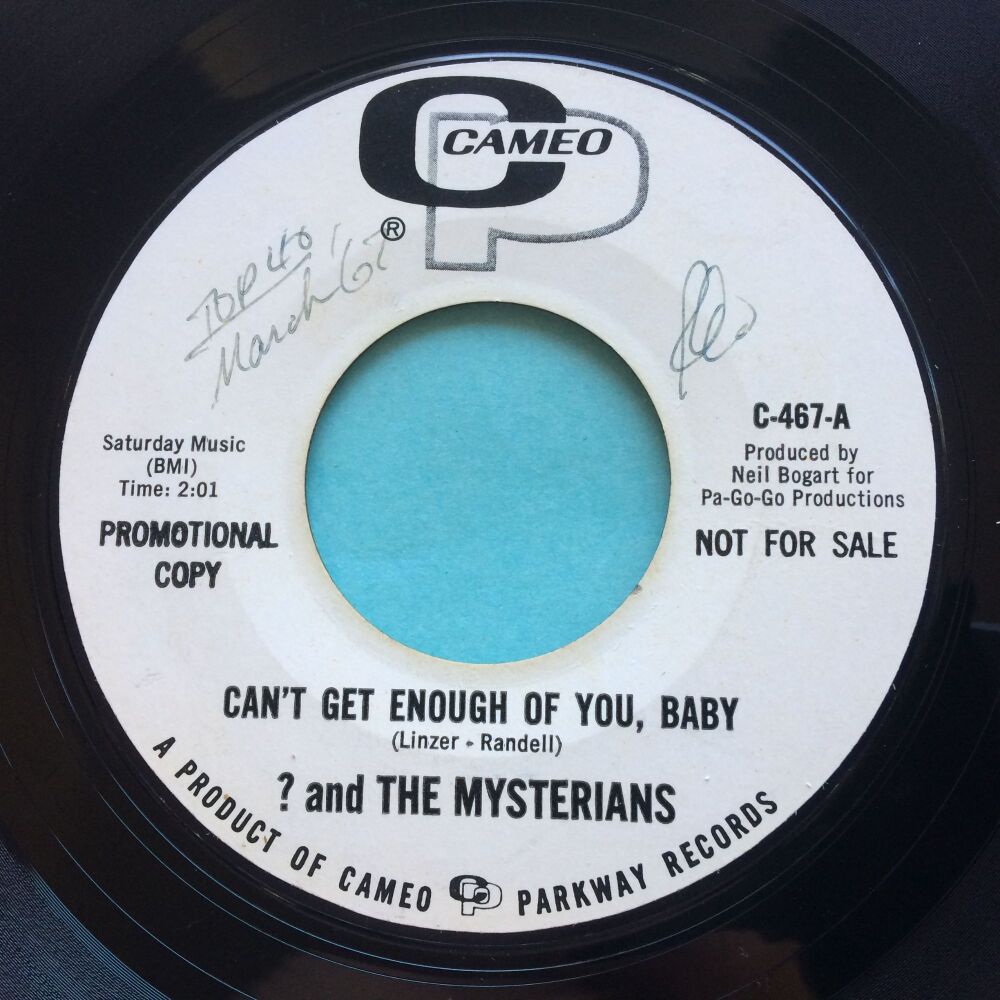 CAMEO
®
TOP 40
March '67
C-467-A
Saturday Music
(BMI)
Time: 2:01
PROMOTIONAL
COPY
Produced by
Neil Bogart for
Pa-Go-Go Productions
NOT FOR SALE
CAN'T GET ENOUGH OF YOU, BABY
(Linzer - Randell)
? and THE MYSTERIANS
A PRODUCT OF CAMEO CP PARKWAY RECORDS